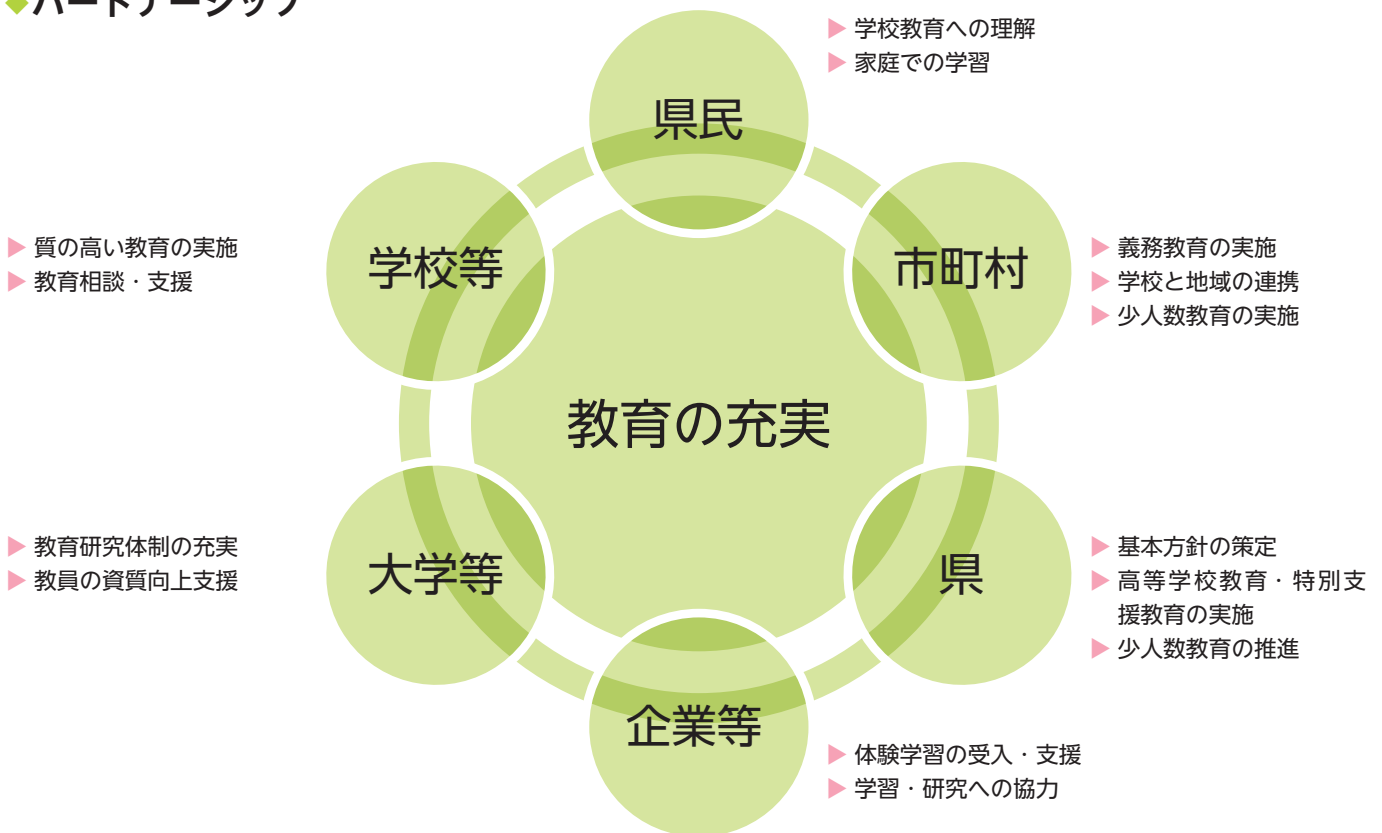 ◆パートナーシップ
県民
▶ 学校教育への理解
▶ 家庭での学習
学校等
▶ 質の高い教育の実施
▶ 教育相談・支援
市町村
▶ 義務教育の実施
▶ 学校と地域の連携
▶ 少人数教育の実施
教育の充実
大学等
▶ 教育研究体制の充実
▶ 教員の資質向上支援
県
▶ 基本方針の策定
▶ 高等学校教育・特別支
援教育の実施
▶ 少人数教育の推進
企業等
▶ 体験学習の受入・支援
▶ 学習・研究への協力